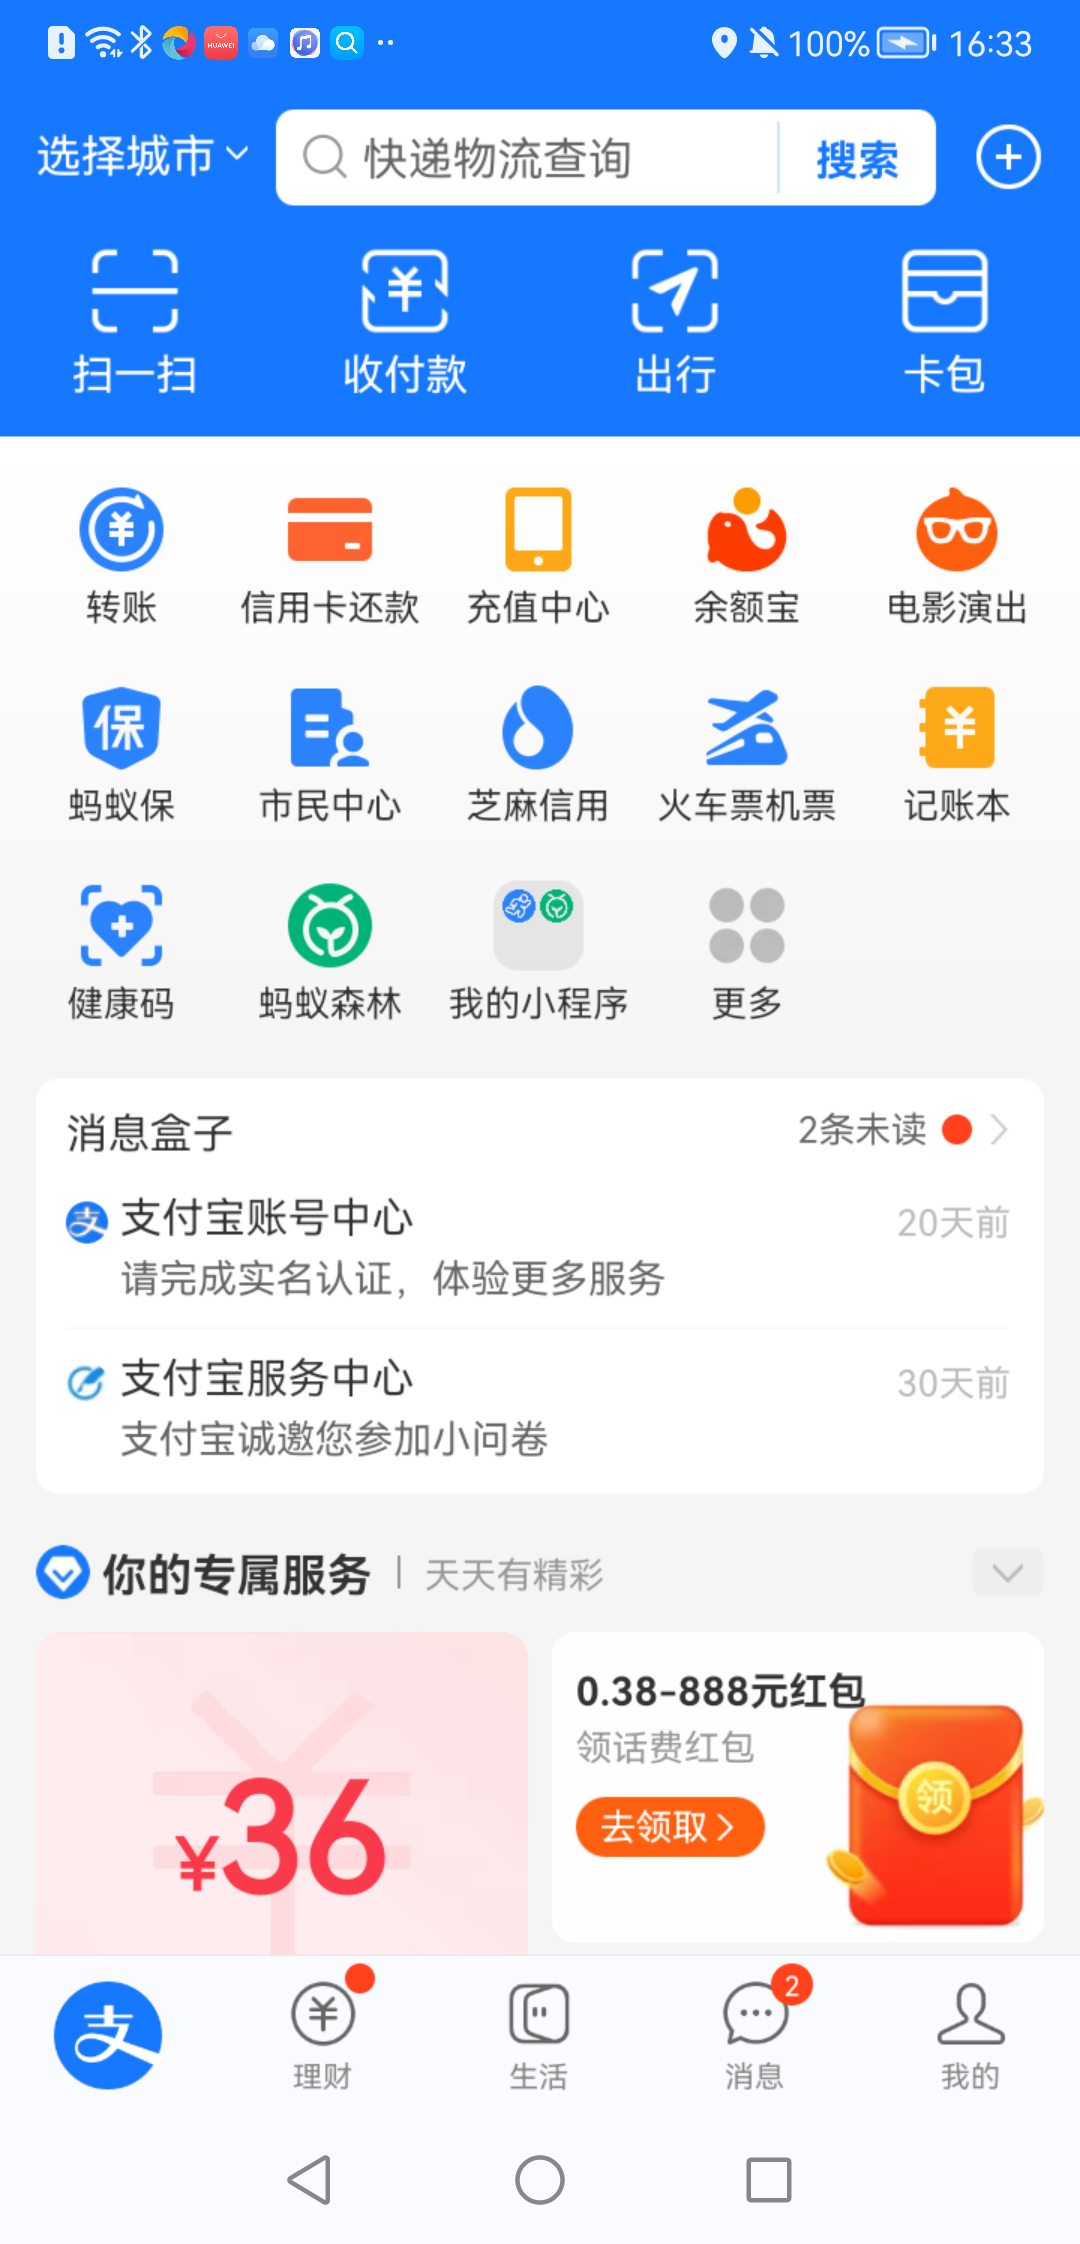 HUAWEI
100% 16:33
选择城市 快递物流查询 搜索
扫一扫 收付款 出行 卡包
转账 信用卡还款 充值中心 余额宝 电影演出
保
蚂蚁保 市民中心 芝麻信用 火车票机票 记账本
健康码 蚂蚁森林 我的小程序 更多
消息盒子 2条未读
支 支付宝账号中心 20天前
请完成实名认证，体验更多服务
支付宝服务中心 30天前
支付宝诚邀您参加小问卷
你的专属服务 | 天天有精彩
¥36
0.38-888元红包
领话费红包
去领取
领
支 理财 生活 2 消息 我的